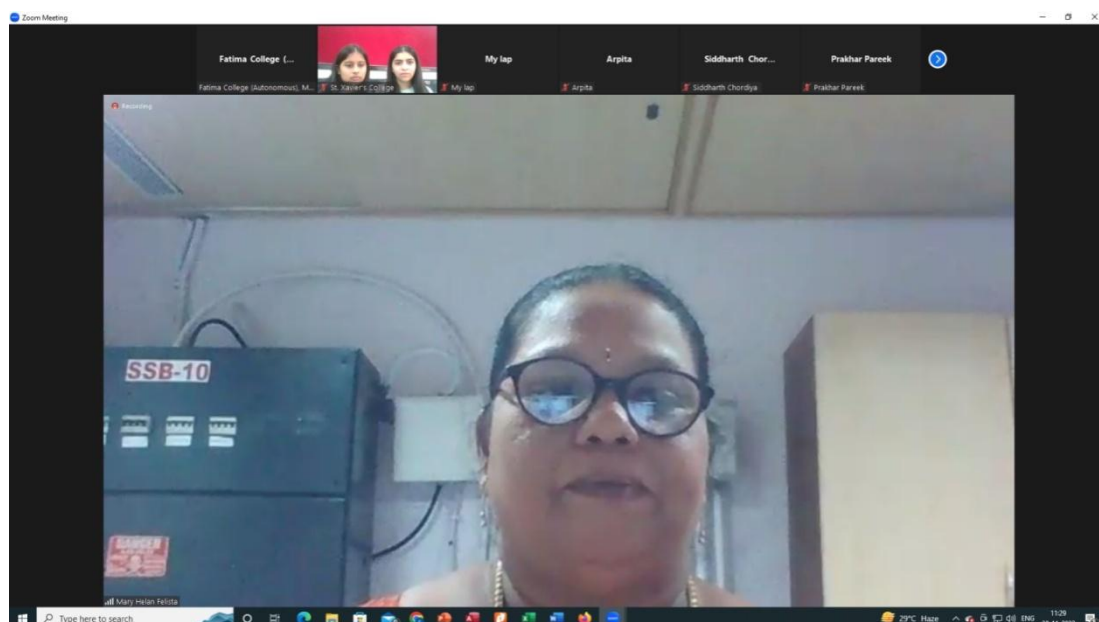 Zoom Meeting
Fatima College (...
My lap
Arpita
Siddharth Chor...
Prakhar Pareek
Fatima College (Autonomous), M...
St. Xavier's College
My lap
Arpita
Siddharth Chordiya
Prakhar Pareek
Recording
SSB-10
DANGER
Mary Helan Felista
Type here to search
29°C Haze
ENG
11:29